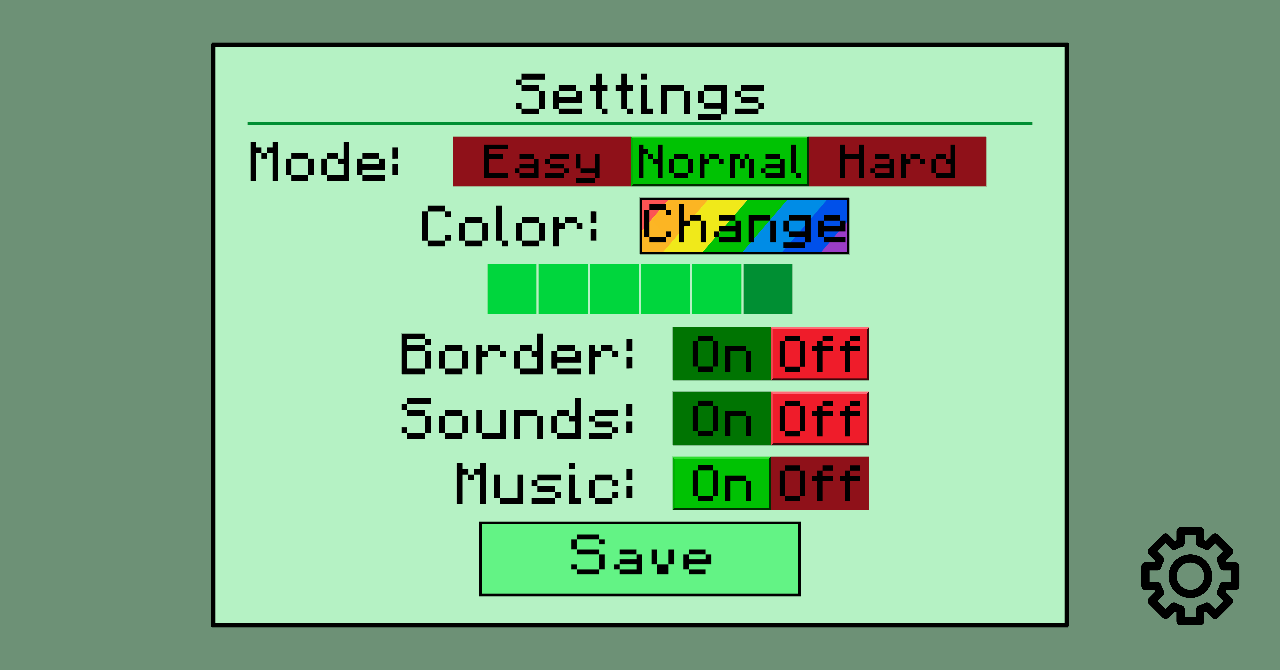 Settings
Mode: Easy Normal Hard
Color: Change
Border: On Off
Sounds: On Off
Music: On Off
Save